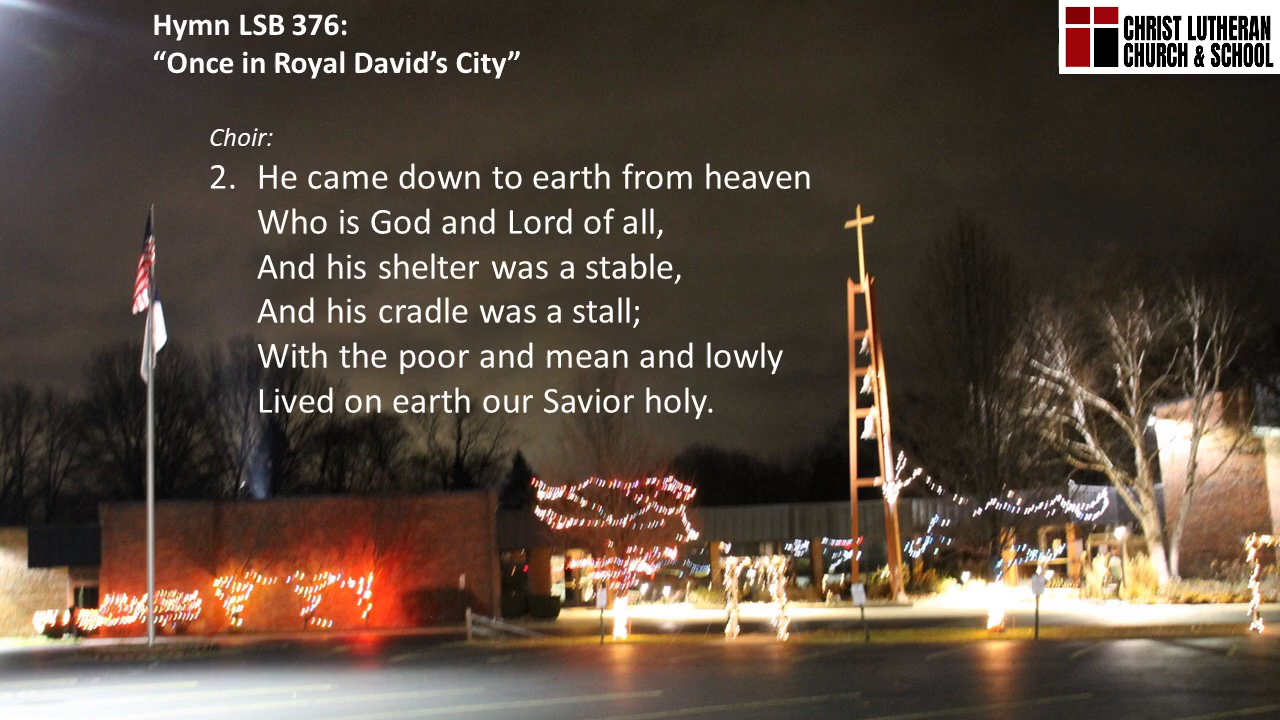 Hymn LSB 376:
“Once in Royal David’s City”
CHRIST LUTHERAN
CHURCH & SCHOOL
Choir:
2. He came down to earth from heaven
Who is God and Lord of all,
And his shelter was a stable,
And his cradle was a stall;
With the poor and mean and lowly
Lived on earth our Savior holy.